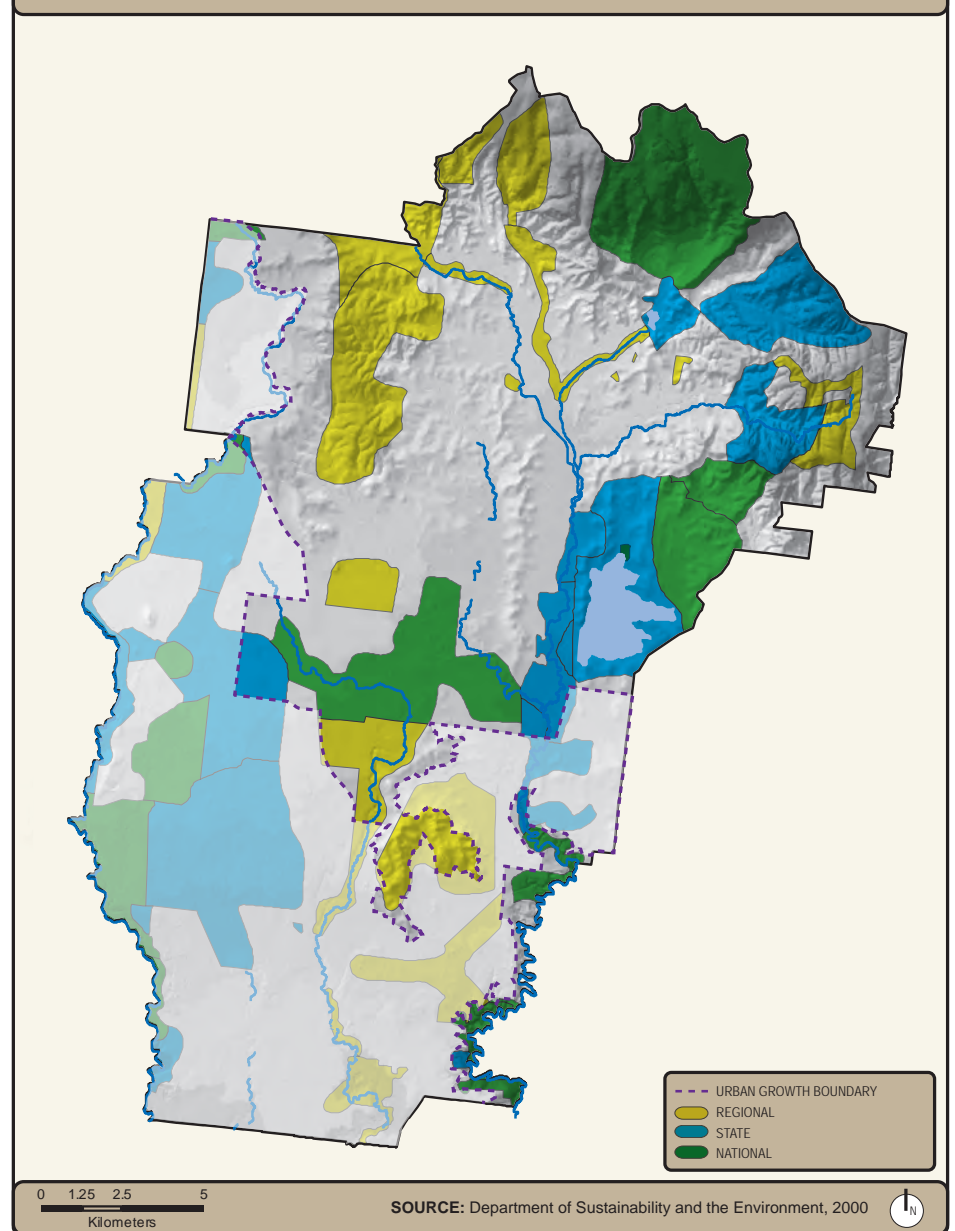 URBAN GROWTH BOUNDARY
REGIONAL
STATE
NATIONAL
0 1.25 2.5 5
Kilometers
SOURCE: Department of Sustainability and the Environment, 2000
N